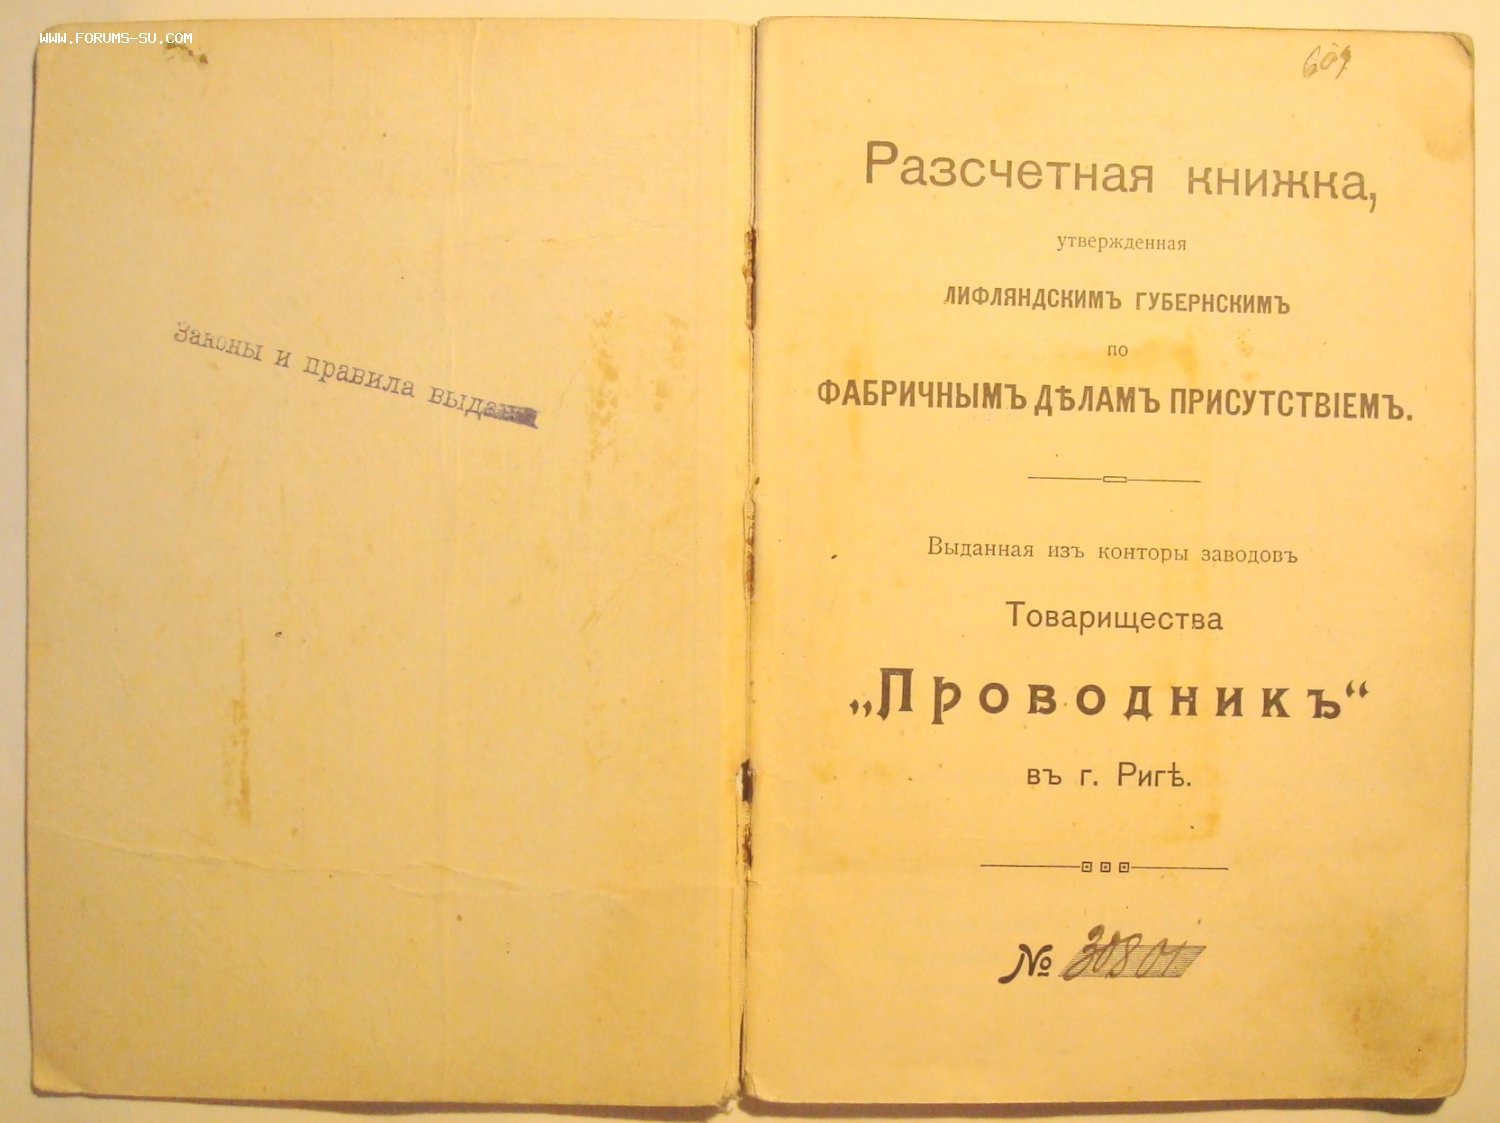 www.forums-su.com
Законы и правила выданы
609
Разсчетная книжка,
утвержденная
ЛИФЛЯНДСКИМЪ ГУБЕРНСКИМЪ
по
ФАБРИЧНЫМЪ ДѢЛАМЪ ПРИСУТСТВІЕМЪ.
Выданная изъ конторы заводовъ
Товарищества
„Проводникъ“
въ г. Ригѣ.
№ 30801